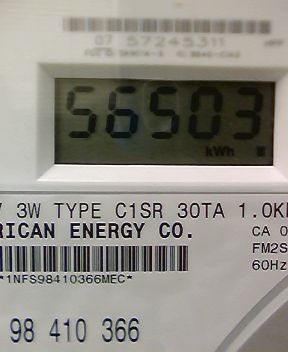 07 57245311
56503
kWh
3W TYPE C1SR 30TA 1.0K
RICAN ENERGY CO.
CA 0
FM2S
60Hz
*1NFS98410366MEC*
98 410 366